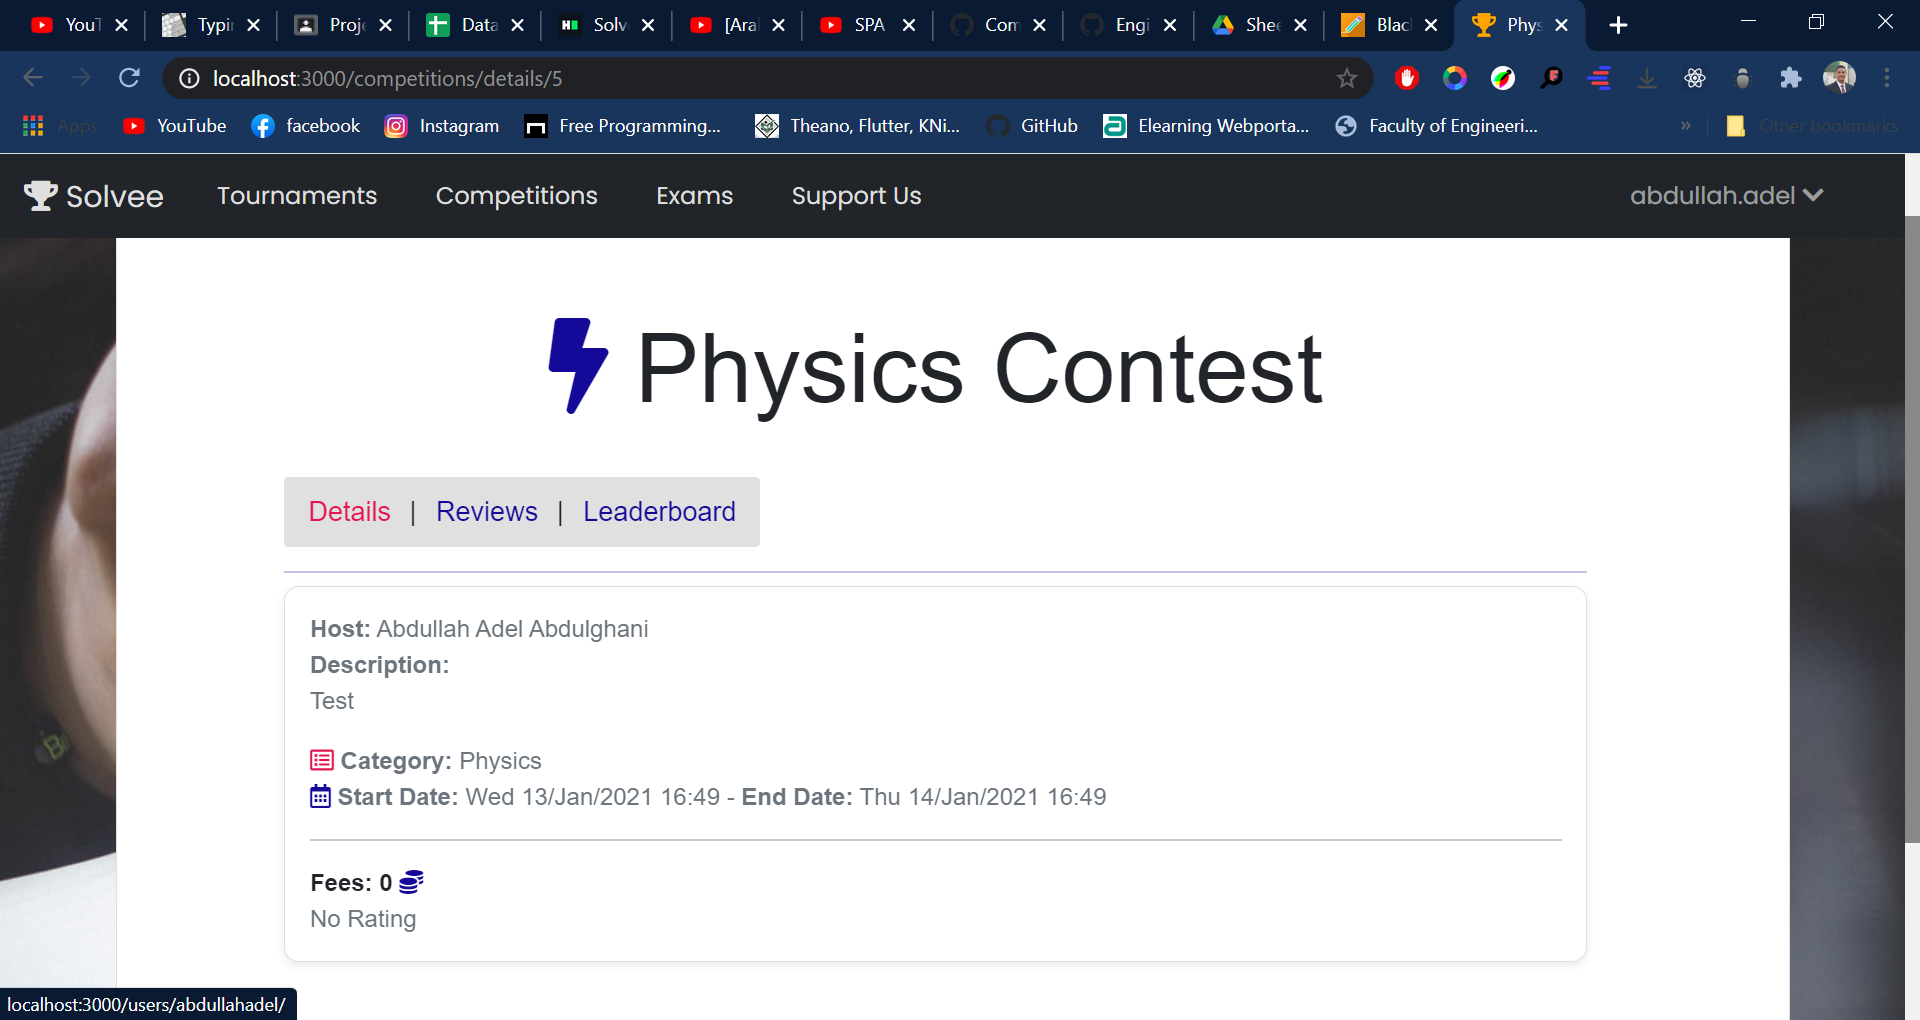 YouT Typi Proje Data Solv [Ara SPA Com Engi Shee Blac Phys
localhost:3000/competitions/details/5
Apps YouTube facebook Instagram Free Programming... Theano, Flutter, KNi... GitHub Elearning Webporta... Faculty of Engineeri... » Other bookmarks
Solvee Tournaments Competitions Exams Support Us abdullah.adel
Physics Contest
Details | Reviews | Leaderboard
Host: Abdullah Adel Abdulghani
Description:
Test
Category: Physics
Start Date: Wed 13/Jan/2021 16:49 - End Date: Thu 14/Jan/2021 16:49
Fees: 0
No Rating
localhost:3000/users/abdullahadel/